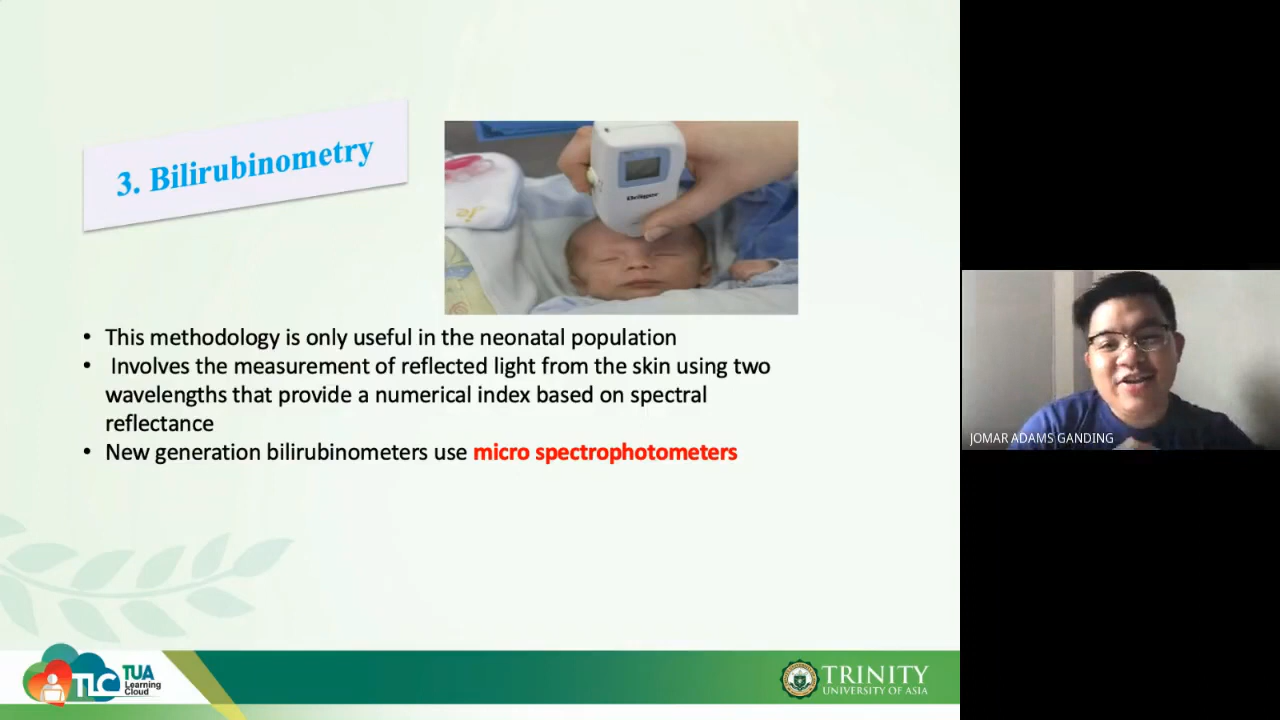 3. Bilirubinometry
• This methodology is only useful in the neonatal population
• Involves the measurement of reflected light from the skin using two
wavelengths that provide a numerical index based on spectral
reflectance
• New generation bilirubinometers use micro spectrophotometers
JOMAR ADAMS GANDING
TLC TUA
Learning
Cloud
TRINITY
UNIVERSITY OF ASIA